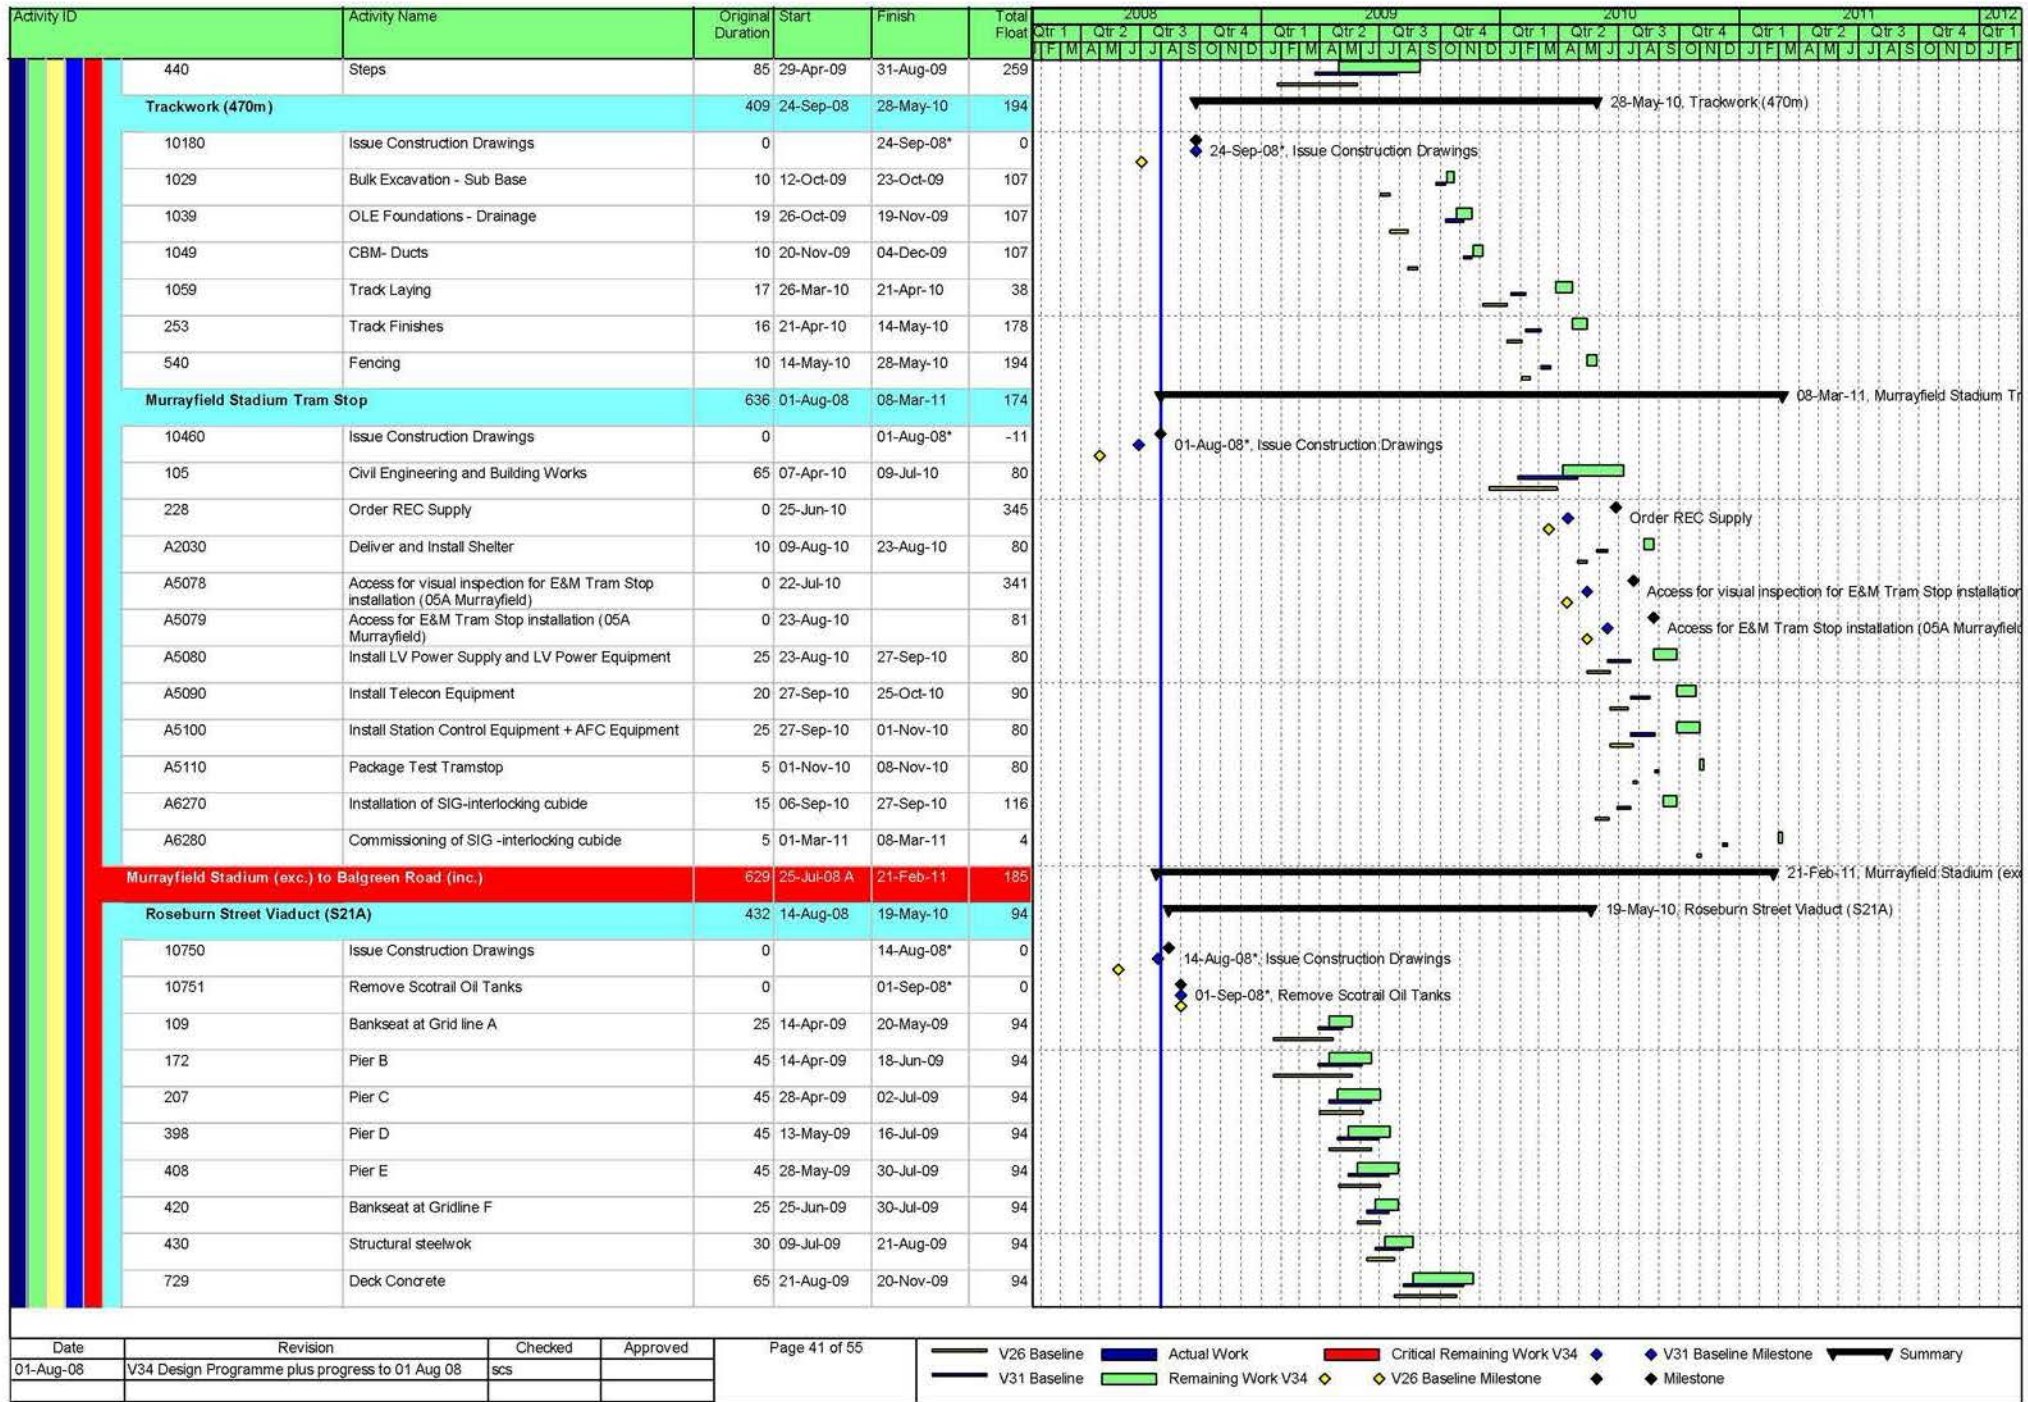 Activity ID Activity Name Original Duration Start Finish Total Float
2008 2009 2010 2011 2012
Qtr 1 Qtr 2 Qtr 3 Qtr 4 Qtr 1 Qtr 2 Qtr 3 Qtr 4 Qtr 1 Qtr 2 Qtr 3 Qtr 4 Qtr 1 Qtr 2 Qtr 3 Qtr 4 Qtr 1
F M A M J J A S O N D J F M A M J J A S O N D J F M A M J J A S O N D J F M A M J J A S O N D J F
440 Steps 85 29-Apr-09 31-Aug-09 259
Trackwork (470m) 409 24-Sep-08 28-May-10 194 28-May-10, Trackwork (470m)
10180 Issue Construction Drawings 0 24-Sep-08* 0 24-Sep-08*, Issue Construction Drawings
1029 Bulk Excavation - Sub Base 10 12-Oct-09 23-Oct-09 107
1039 OLE Foundations - Drainage 19 26-Oct-09 19-Nov-09 107
1049 CBM- Ducts 10 20-Nov-09 04-Dec-09 107
1059 Track Laying 17 26-Mar-10 21-Apr-10 38
253 Track Finishes 16 21-Apr-10 14-May-10 178
540 Fencing 10 14-May-10 28-May-10 194
Murrayfield Stadium Tram Stop 636 01-Aug-08 08-Mar-11 174 08-Mar-11, Murrayfield Stadium Tr
10460 Issue Construction Drawings 0 01-Aug-08* -11 01-Aug-08*, Issue Construction Drawings
105 Civil Engineering and Building Works 65 07-Apr-10 09-Jul-10 80
228 Order REC Supply 0 25-Jun-10 345 Order REC Supply
A2030 Deliver and Install Shelter 10 09-Aug-10 23-Aug-10 80
A5078 Access for visual inspection for E&M Tram Stop installation (05A Murrayfield) 0 22-Jul-10 341 Access for visual inspection for E&M Tram Stop installation
A5079 Access for E&M Tram Stop installation (05A Murrayfield) 0 23-Aug-10 81 Access for E&M Tram Stop installation (05A Murrayfield
A5080 Install LV Power Supply and LV Power Equipment 25 23-Aug-10 27-Sep-10 80
A5090 Install Telecon Equipment 20 27-Sep-10 25-Oct-10 90
A5100 Install Station Control Equipment + AFC Equipment 25 27-Sep-10 01-Nov-10 80
A5110 Package Test Tramstop 5 01-Nov-10 08-Nov-10 80
A6270 Installation of SIG-interlocking cubicle 15 06-Sep-10 27-Sep-10 116
A6280 Commissioning of SIG -interlocking cubicle 5 01-Mar-11 08-Mar-11 4
Murrayfield Stadium (exc.) to Balgreen Road (inc.) 629 25-Jul-08 A 21-Feb-11 185 21-Feb-11, Murrayfield Stadium (exc
Roseburn Street Viaduct (S21A) 432 14-Aug-08 19-May-10 94 19-May-10, Roseburn Street Viaduct (S21A)
10750 Issue Construction Drawings 0 14-Aug-08* 0 14-Aug-08*, Issue Construction Drawings
10751 Remove Scotrail Oil Tanks 0 01-Sep-08* 0 01-Sep-08*, Remove Scotrail Oil Tanks
109 Bankseat at Grid line A 25 14-Apr-09 20-May-09 94
172 Pier B 45 14-Apr-09 18-Jun-09 94
207 Pier C 45 28-Apr-09 02-Jul-09 94
398 Pier D 45 13-May-09 16-Jul-09 94
408 Pier E 45 28-May-09 30-Jul-09 94
420 Bankseat at Gridline F 25 25-Jun-09 30-Jul-09 94
430 Structural steelwok 30 09-Jul-09 21-Aug-09 94
729 Deck Concrete 65 21-Aug-09 20-Nov-09 94
Date Revision Checked Approved
01-Aug-08 V34 Design Programme plus progress to 01 Aug 08 scs
Page 41 of 55
V26 Baseline Actual Work Critical Remaining Work V34 V31 Baseline Milestone Summary
V31 Baseline Remaining Work V34 V26 Baseline Milestone Milestone